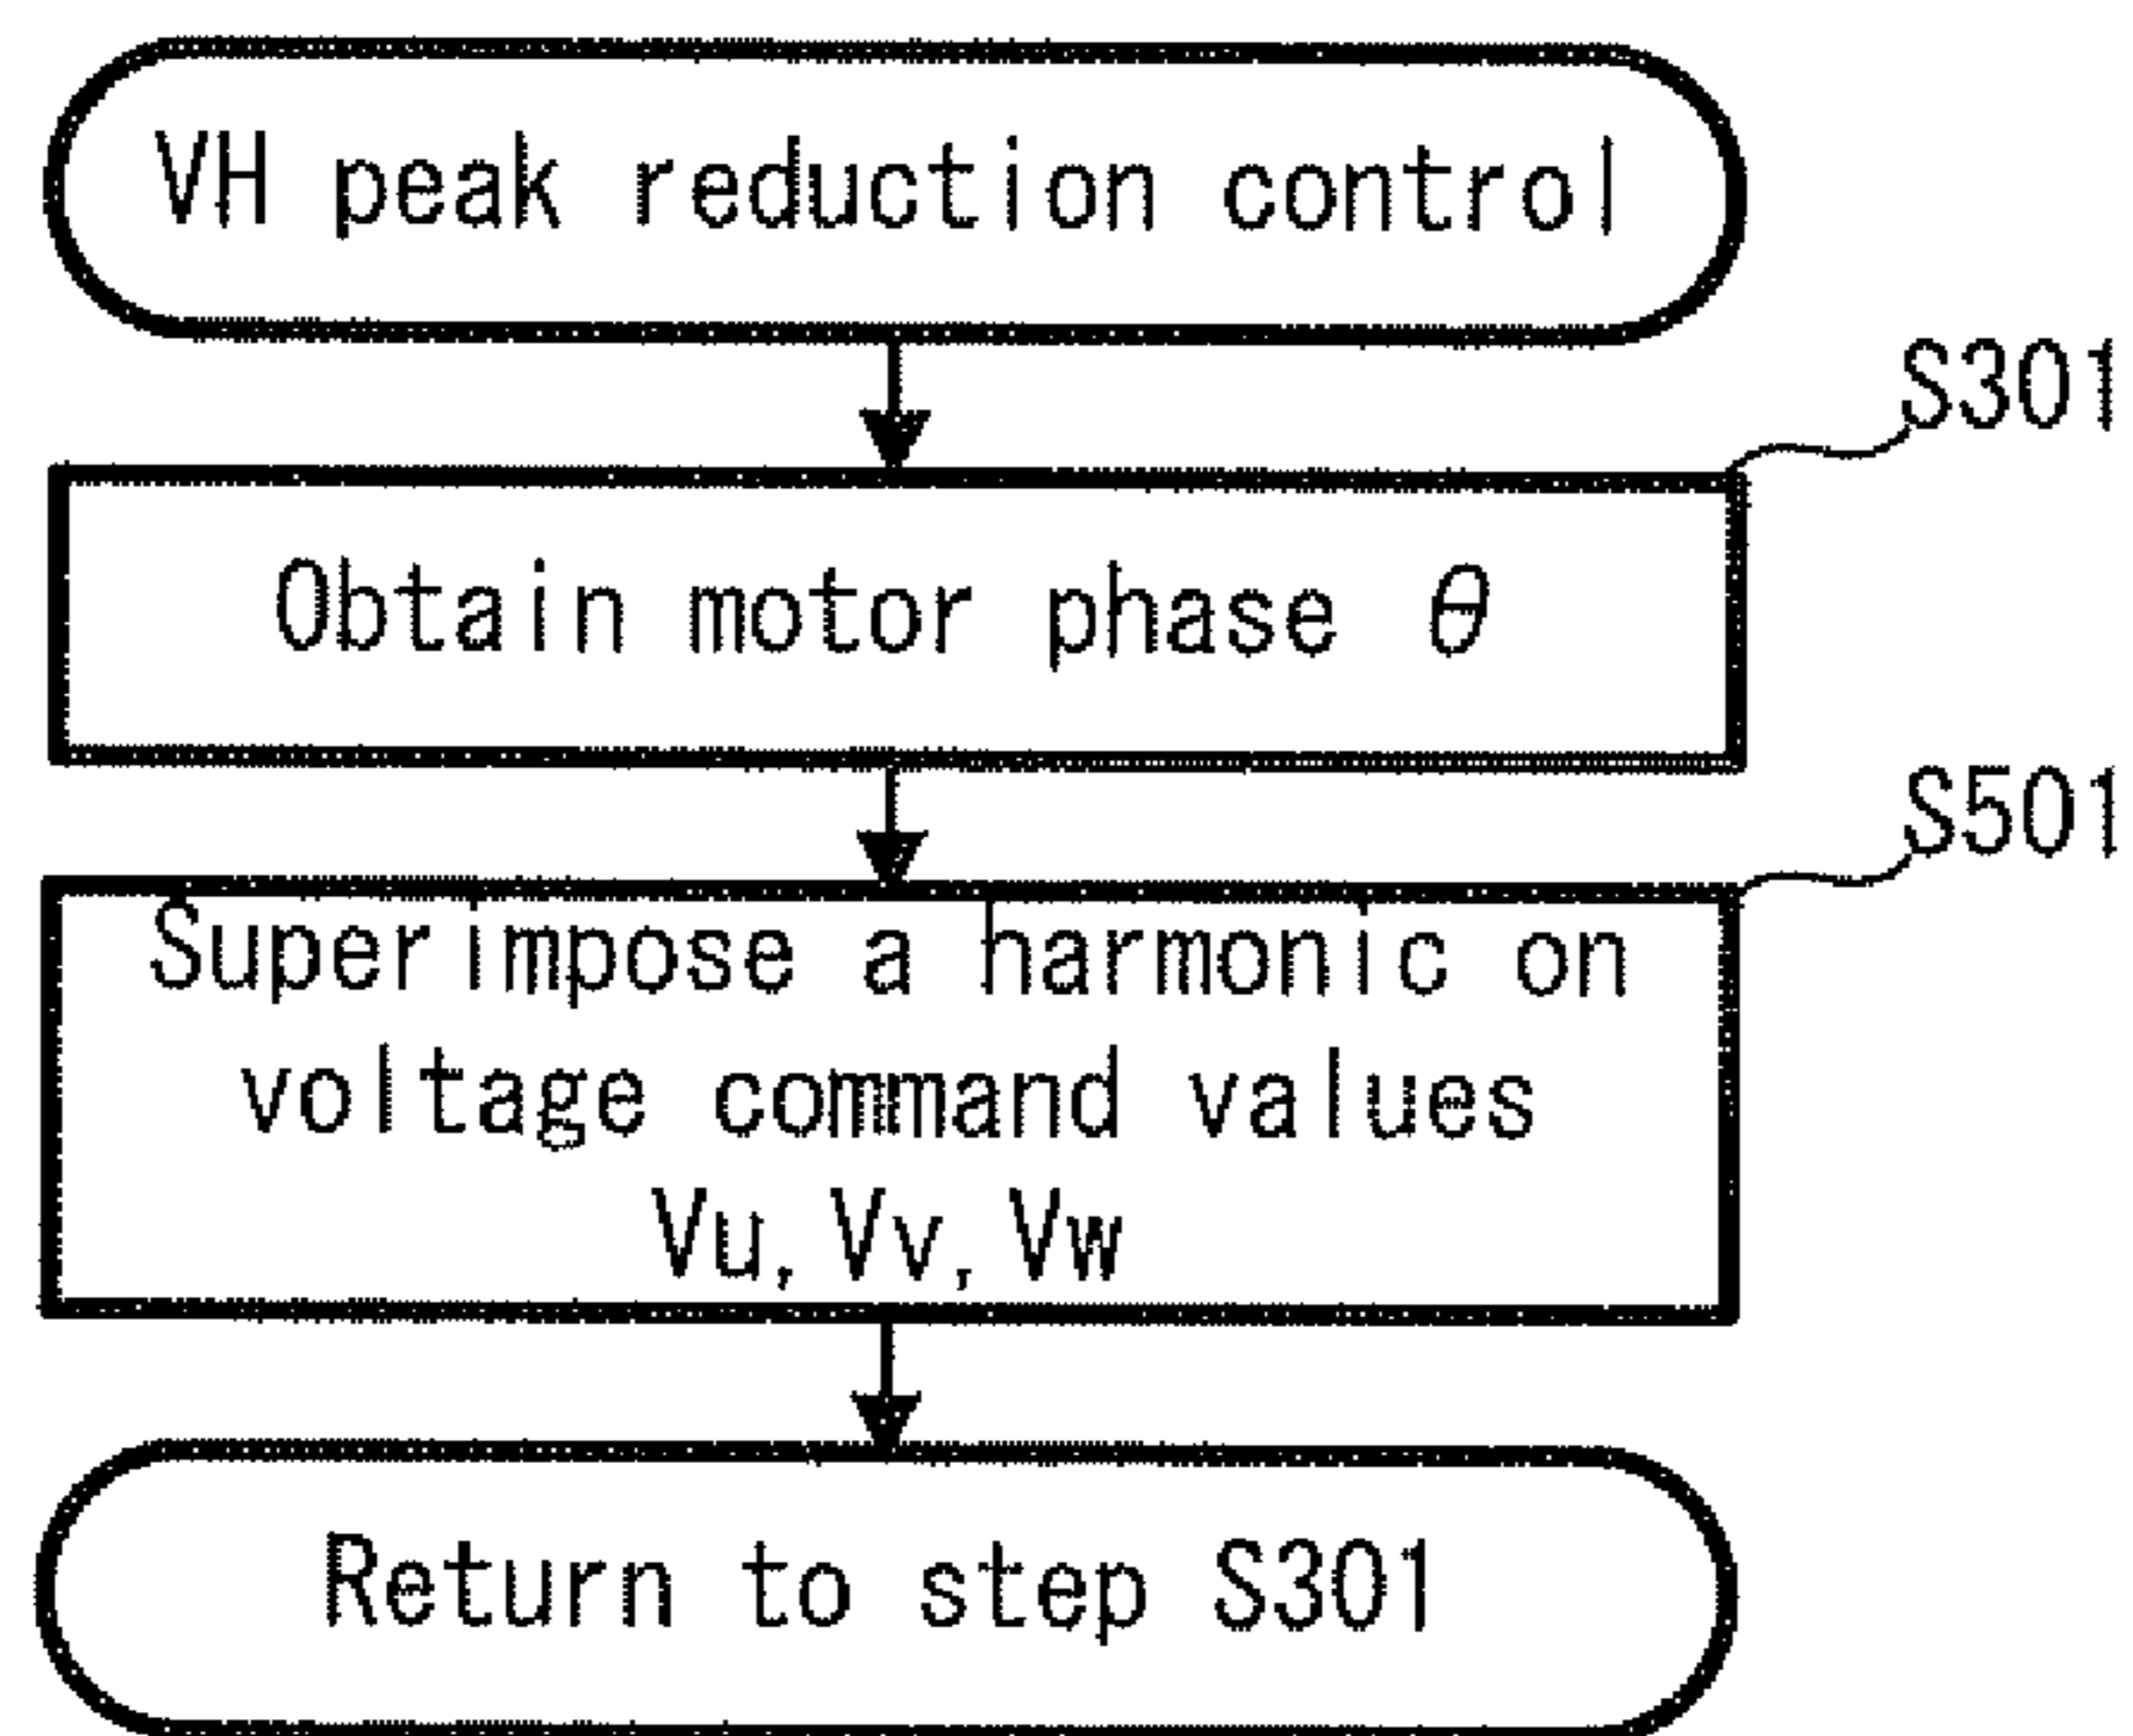 VH peak reduction control
S301
Obtain motor phase θ
S501
Superimpose a harmonic on
voltage command values
Vu, Vv, Vw
Return to step S301